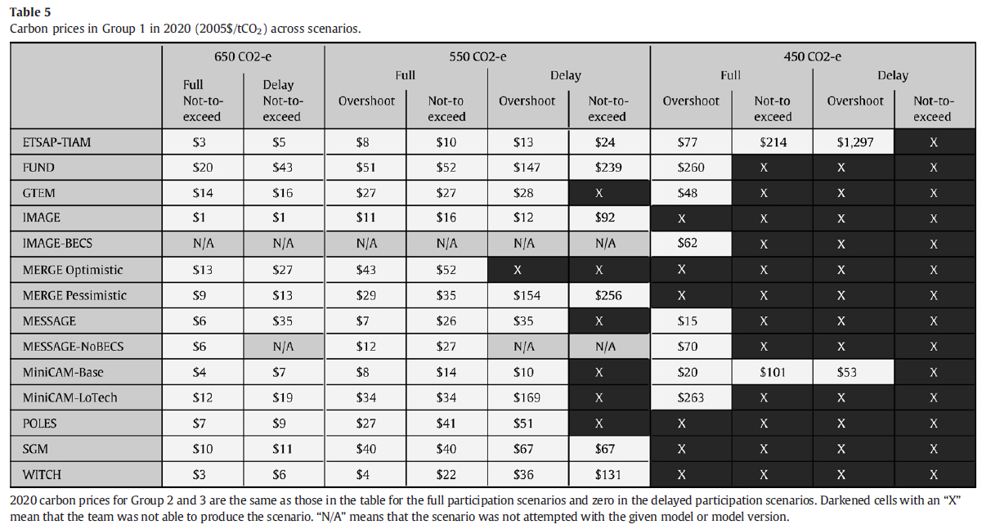 Table 5
Carbon prices in Group 1 in 2020 (2005$/tCO₂) across scenarios.
650 CO2-e 550 CO2-e 450 CO2-e
Full Delay Full Delay
Full Not-to-exceed Delay Not-to-exceed Overshoot Not-to exceed Overshoot Not-to-exceed Overshoot Not-to exceed Overshoot Not-to-exceed
ETSAP-TIAM $3 $5 $8 $10 $13 $24 $77 $214 $1,297 X
FUND $20 $43 $51 $52 $147 $239 $260 X X X
GTEM $14 $16 $27 $27 $28 X $48 X X X
IMAGE $1 $1 $11 $16 $12 $92 X X X X
IMAGE-BECS N/A N/A N/A N/A N/A N/A $62 X X X
MERGE Optimistic $13 $27 $43 $52 X X X X X X
MERGE Pessimistic $9 $13 $29 $35 $154 $256 X X X X
MESSAGE $6 $35 $7 $26 $35 X $15 X X X
MESSAGE-NoBECS $6 N/A $12 $27 N/A N/A $70 X X X
MiniCAM-Base $4 $7 $8 $14 $10 X $20 $101 $53 X
MiniCAM-LoTech $12 $19 $34 $34 $169 X $263 X X X
POLES $7 $9 $27 $41 $51 X X X X X
SGM $10 $11 $40 $40 $67 $67 X X X X
WITCH $3 $6 $4 $22 $36 $131 X X X X
2020 carbon prices for Group 2 and 3 are the same as those in the table for the full participation scenarios and zero in the delayed participation scenarios. Darkened cells with an “X”
mean that the team was not able to produce the scenario. “N/A” means that the scenario was not attempted with the given model or model version.